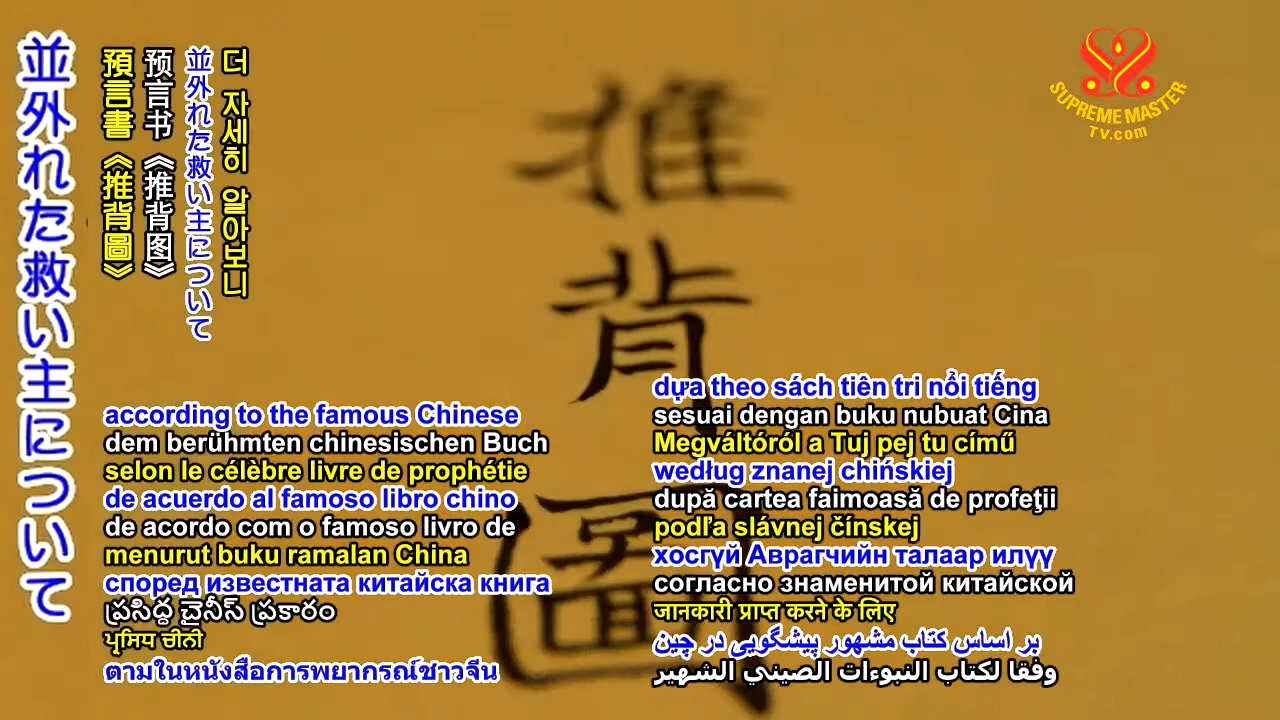 並外れた救い主について
預言書《推背圖》
预言书《推背图》
並外れた救い主について
더 자세히 알아보니
推背圖
SUPREME MASTER
TV.com
according to the famous Chinese
dem berühmten chinesischen Buch
selon le célèbre livre de prophétie
de acuerdo al famoso libro chino
de acordo com o famoso livro de
menurut buku ramalan China
според известната китайска книга
ప్రసిద్ధ చైనీస్ ప్రకారం
ਪ੍ਰਸਿਧ ਚੀਨੀ
ตามในหนังสือการพยากรณ์ชาวจีน
dựa theo sách tiên tri nổi tiếng
sesuai dengan buku nubuat Cina
Megváltóról a Tuj pej tu című
według znanej chińskiej
după cartea faimoasă de profeţii
podľa slávnej čínskej
хосгүй Аврагчийн талаар илүү
согласно знаменитой китайской
जानकारी प्राप्त करने के लिए
بر اساس کتاب مشهور پیشگویی در چین
وفقا لكتاب النبوءات الصيني الشهير